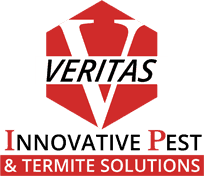 VERITAS
INNOVATIVE PEST
& TERMITE SOLUTIONS